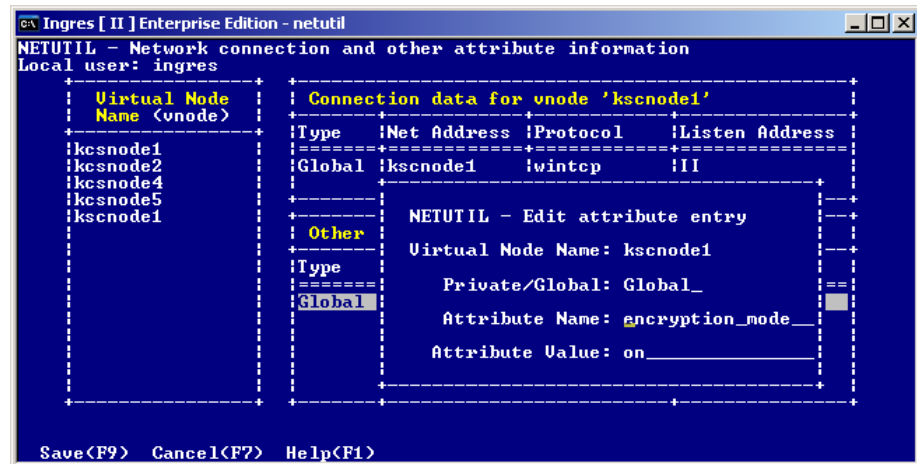 Ingres [ II ] Enterprise Edition - netutil
NETUTIL - Network connection and other attribute information
Local user: ingres
Virtual Node
Name (vnode)
kcsnode1
kcsnode2
kcsnode4
kcsnode5
kscnode1
Connection data for vnode 'kscnode1'
Type Net Address Protocol Listen Address
Global kscnode1 wintcp II
Other
Type
Global
NETUTIL - Edit attribute entry
Virtual Node Name: kscnode1
Private/Global: Global_
Attribute Name: encryption_mode__
Attribute Value: on_______________
Save(F9) Cancel(F7) Help(F1)